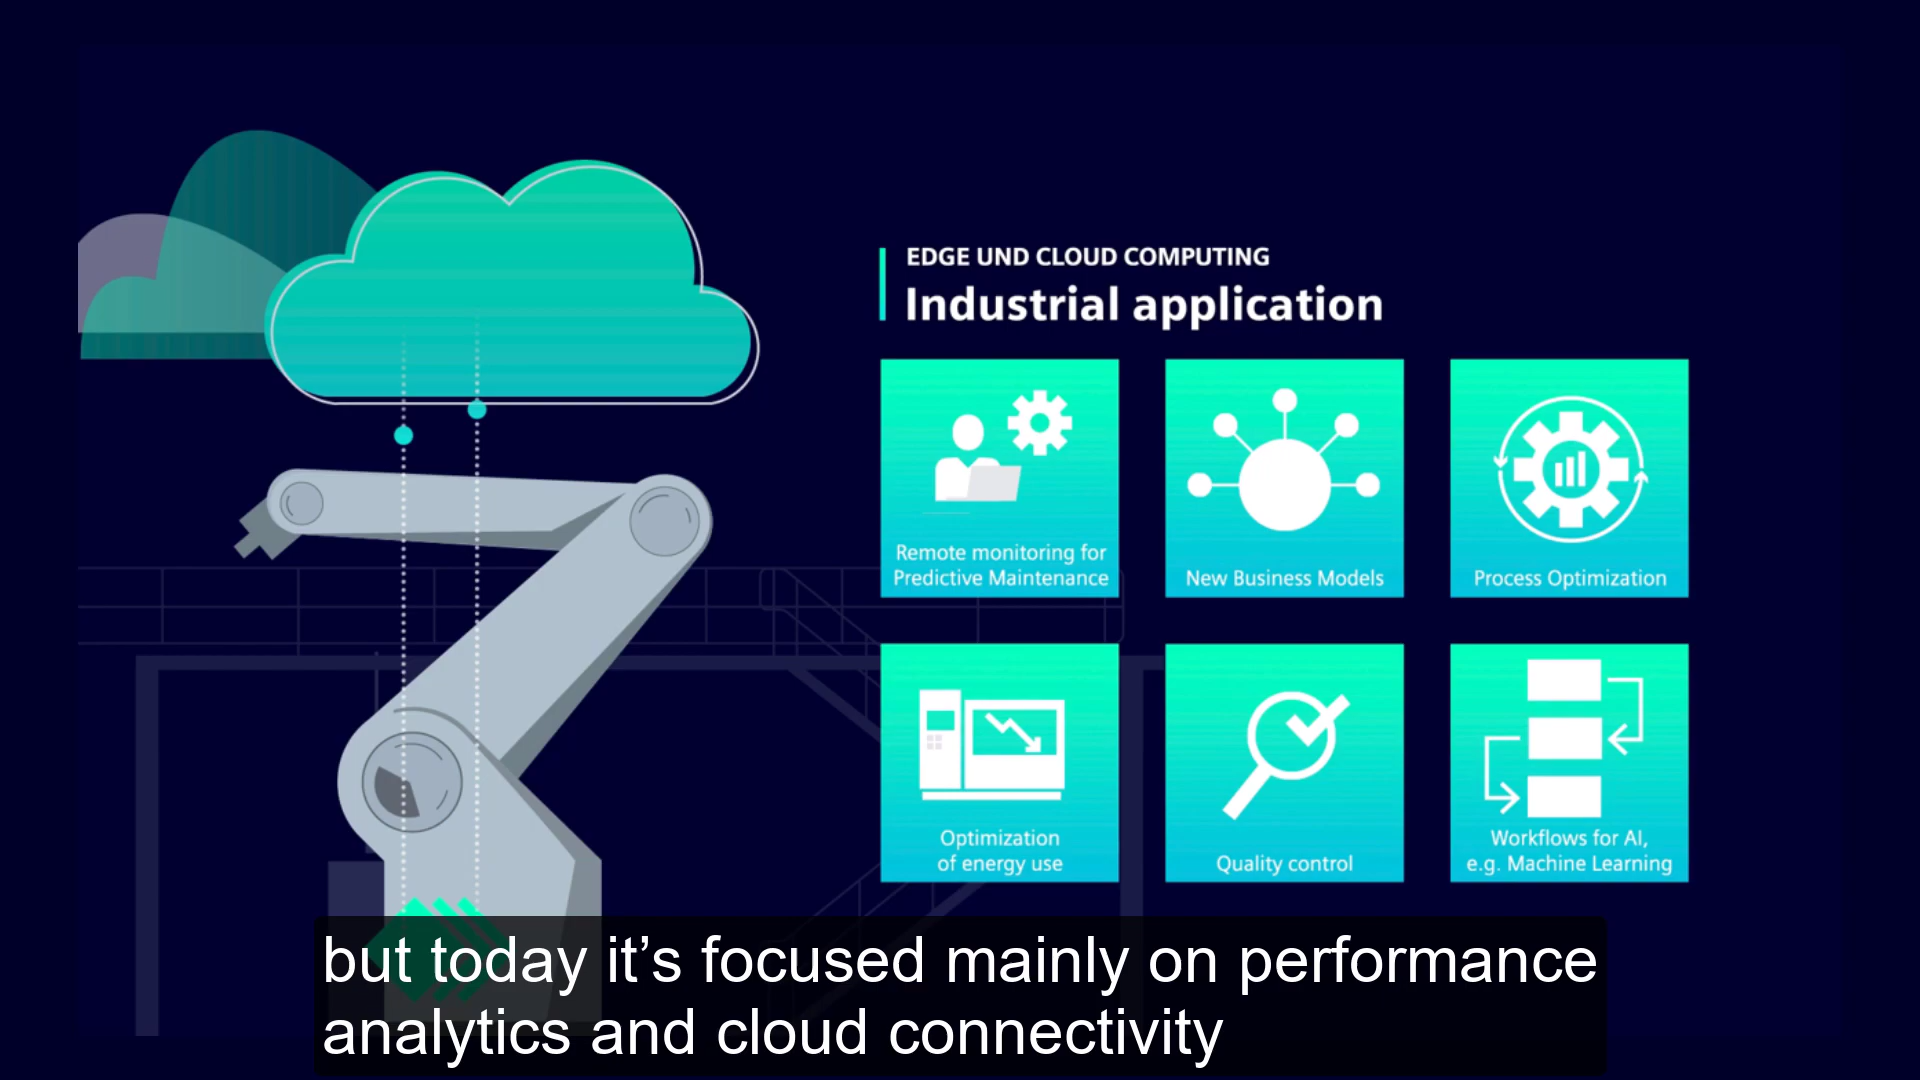 EDGE UND CLOUD COMPUTING
Industrial application
Remote monitoring for
Predictive Maintenance
New Business Models
Process Optimization
Optimization
of energy use
Quality control
Workflows for AI,
e.g. Machine Learning
but today it’s focused mainly on performance
analytics and cloud connectivity